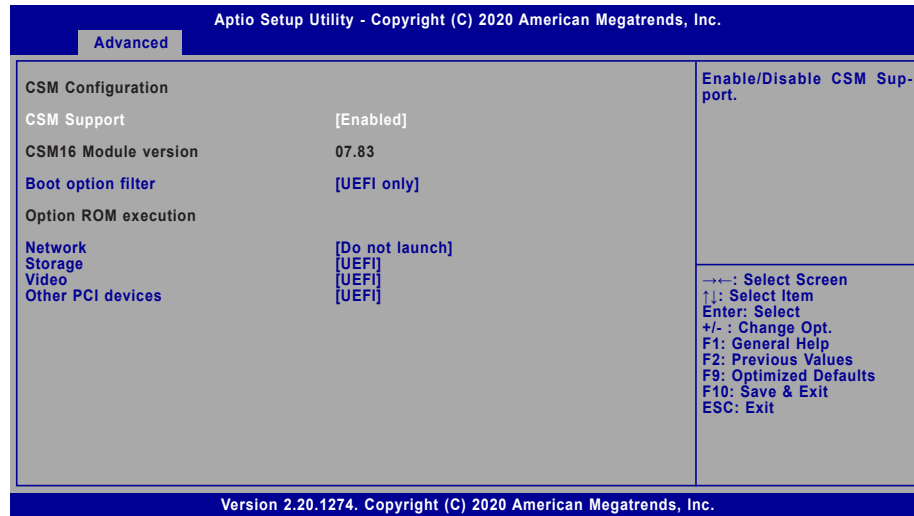 Aptio Setup Utility - Copyright (C) 2020 American Megatrends, Inc.
Advanced
CSM Configuration
CSM Support [Enabled]
CSM16 Module version 07.83
Boot option filter [UEFI only]
Option ROM execution
Network [Do not launch]
Storage [UEFI]
Video [UEFI]
Other PCI devices [UEFI]
Enable/Disable CSM Sup-
port.
→←: Select Screen
↑↓: Select Item
Enter: Select
+/- : Change Opt.
F1: General Help
F2: Previous Values
F9: Optimized Defaults
F10: Save & Exit
ESC: Exit
Version 2.20.1274. Copyright (C) 2020 American Megatrends, Inc.